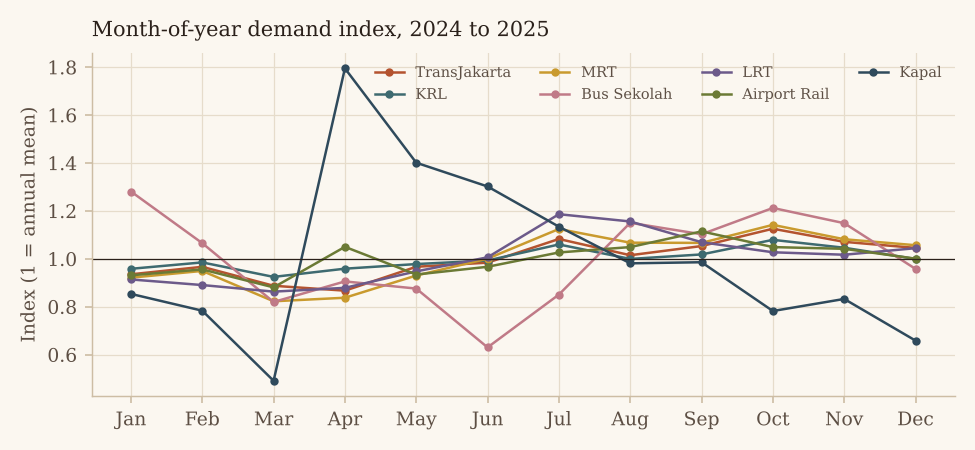 Month-of-year demand index, 2024 to 2025
Index (1 = annual mean)
1.8
1.6
1.4
1.2
1.0
0.8
0.6
TransJakarta MRT LRT Kapal
KRL Bus Sekolah Airport Rail
Jan Feb Mar Apr May Jun Jul Aug Sep Oct Nov Dec